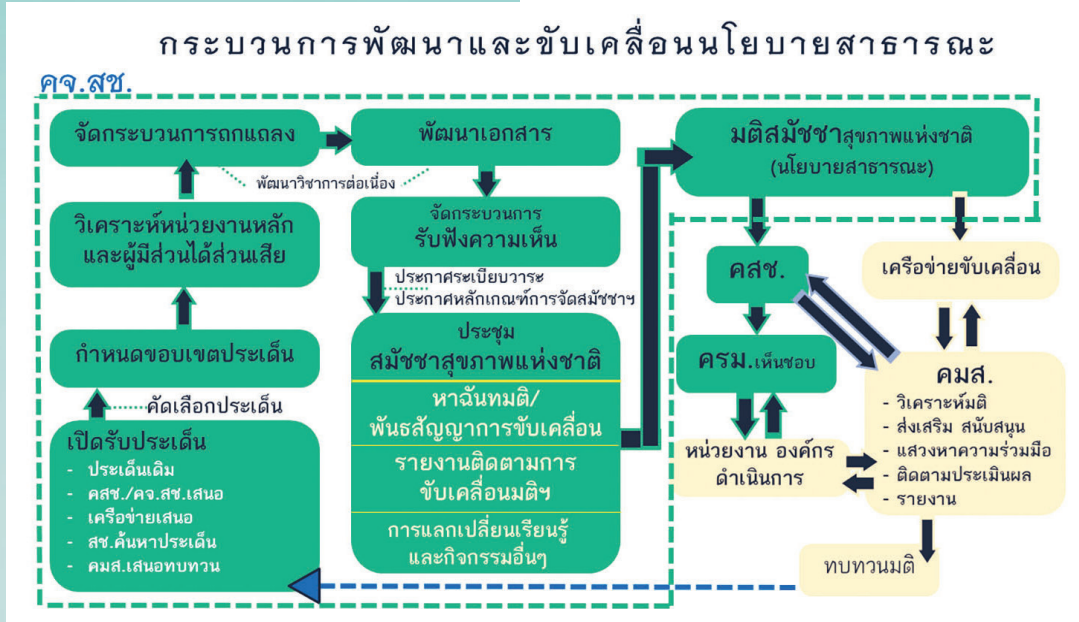 กระบวนการพัฒนาและขับเคลื่อนนโยบายสาธารณะ
คจ.สช.
จัดกระบวนการถกแถลง
พัฒนาเอกสาร
มติสมัชชาสุขภาพแห่งชาติ
(นโยบายสาธารณะ)
พัฒนาวิชาการต่อเนื่อง
วิเคราะห์หน่วยงานหลัก
และผู้มีส่วนได้ส่วนเสีย
จัดกระบวนการ
รับฟังความเห็น
คสช.
เครือข่ายขับเคลื่อน
ประกาศระเบียบวาระ
ประกาศหลักเกณฑ์การจัดสมัชชาฯ
กำหนดขอบเขตประเด็น
ประชุม
สมัชชาสุขภาพแห่งชาติ
หาฉันทมติ/
พันธสัญญาการขับเคลื่อน
รายงานติดตามการ
ขับเคลื่อนมติฯ
การแลกเปลี่ยนเรียนรู้
และกิจกรรมอื่นๆ
ครม.เห็นชอบ
คมส.
- วิเคราะห์มติ
- ส่งเสริม สนับสนุน
- แสวงหาความร่วมมือ
- ติดตามประเมินผล
- รายงาน
คัดเลือกประเด็น
เปิดรับประเด็น
- ประเด็นเดิม
- คสช./คจ.สช.เสนอ
- เครือข่ายเสนอ
- สช.ค้นหาประเด็น
- คมส.เสนอทบทวน
หน่วยงาน องค์กร
ดำเนินการ
ทบทวนมติ